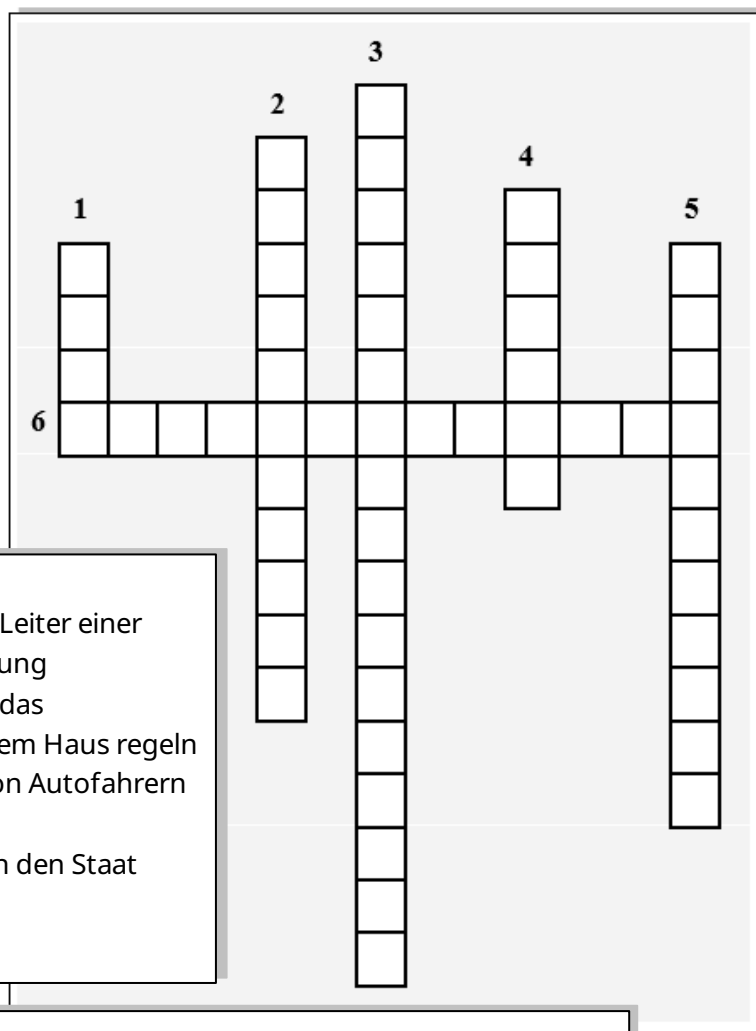 3
2
4
1
5
6
Leiter einer
ung
das
em Haus regeln
on Autofahrern
n den Staat